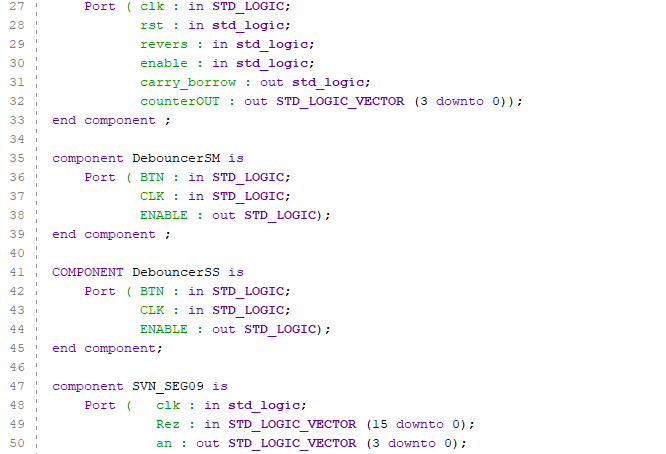 27 Port ( clk : in STD_LOGIC;
28 rst : in std_logic;
29 revers : in std_logic;
30 enable : in std_logic;
31 carry_borrow : out std_logic;
32 counterOUT : out STD_LOGIC_VECTOR (3 downto 0));
33 end component ;
34
35 component DebouncerSM is
36 Port ( BTN : in STD_LOGIC;
37 CLK : in STD_LOGIC;
38 ENABLE : out STD_LOGIC);
39 end component ;
40
41 COMPONENT DebouncerSS is
42 Port ( BTN : in STD_LOGIC;
43 CLK : in STD_LOGIC;
44 ENABLE : out STD_LOGIC);
45 end component;
46
47 component SVN_SEG09 is
48 Port ( clk : in std_logic;
49 Rez : in STD_LOGIC_VECTOR (15 downto 0);
50 an : out STD_LOGIC_VECTOR (3 downto 0);